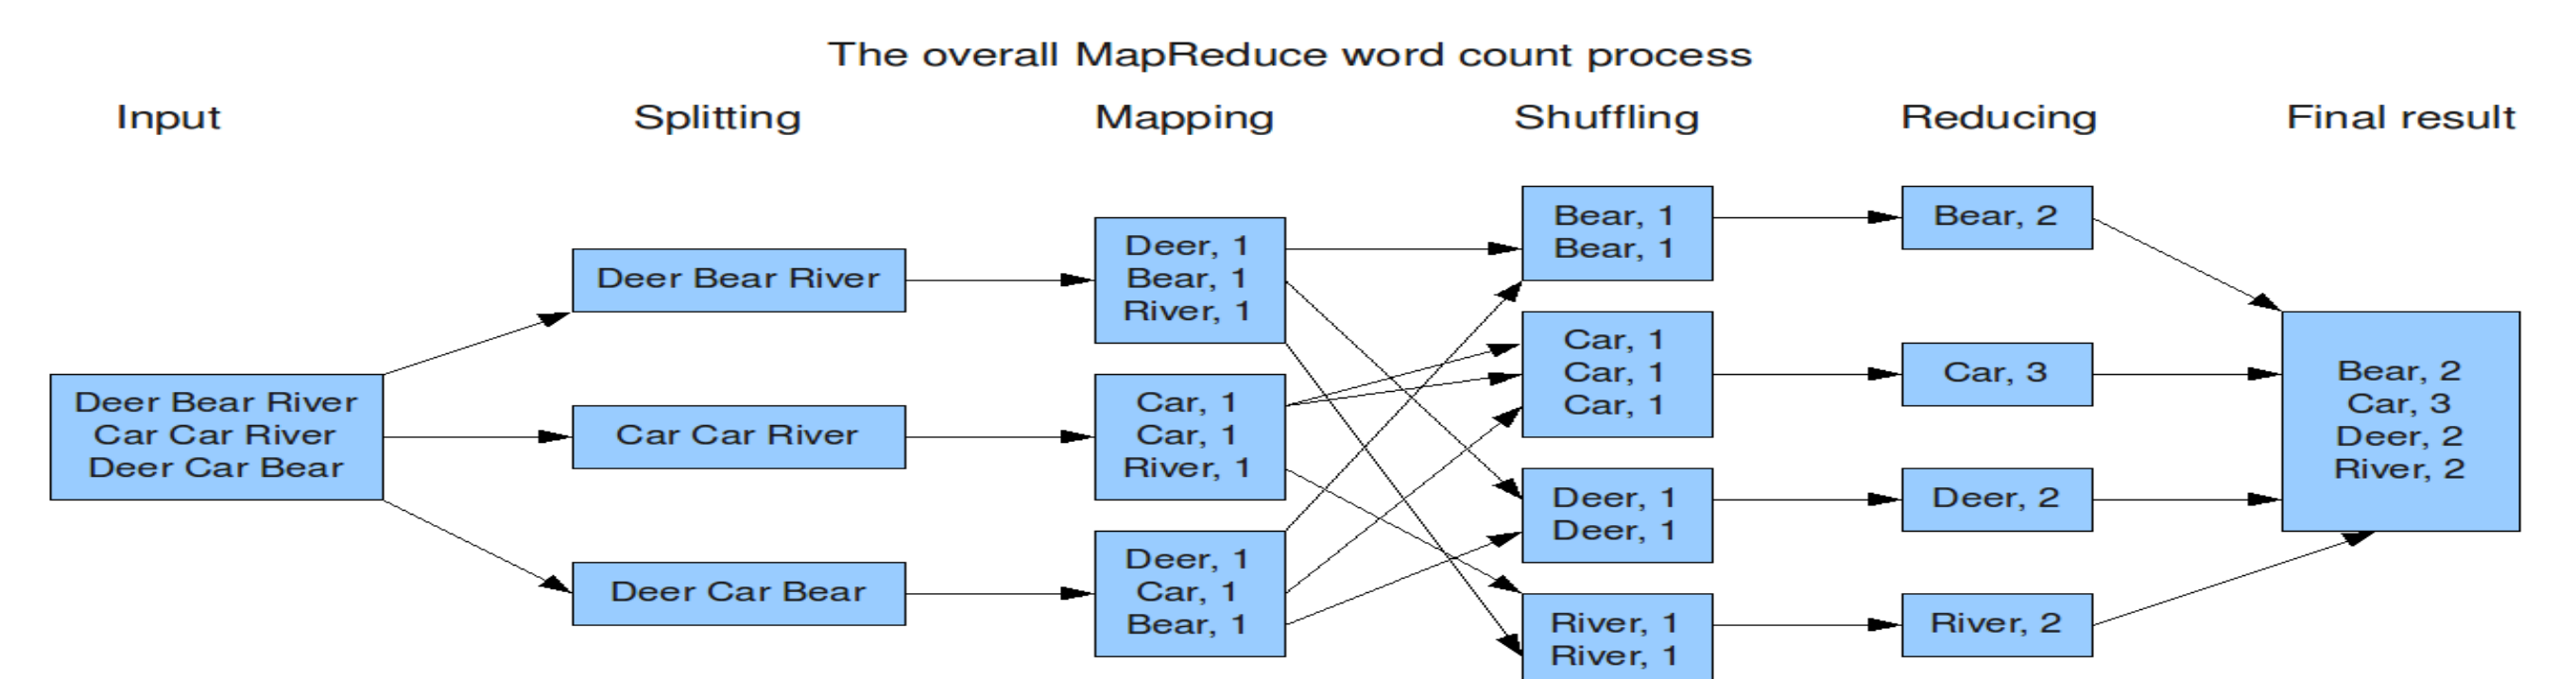 The overall MapReduce word count process
Input
Splitting
Mapping
Shuffling
Reducing
Final result
Deer Bear River
Car Car River
Deer Car Bear
Deer Bear River
Car Car River
Deer Car Bear
Deer, 1
Bear, 1
River, 1
Car, 1
Car, 1
River, 1
Deer, 1
Car, 1
Bear, 1
Bear, 1
Bear, 1
Car, 1
Car, 1
Car, 1
Deer, 1
Deer, 1
River, 1
River, 1
Bear, 2
Car, 3
Deer, 2
River, 2
Bear, 2
Car, 3
Deer, 2
River, 2